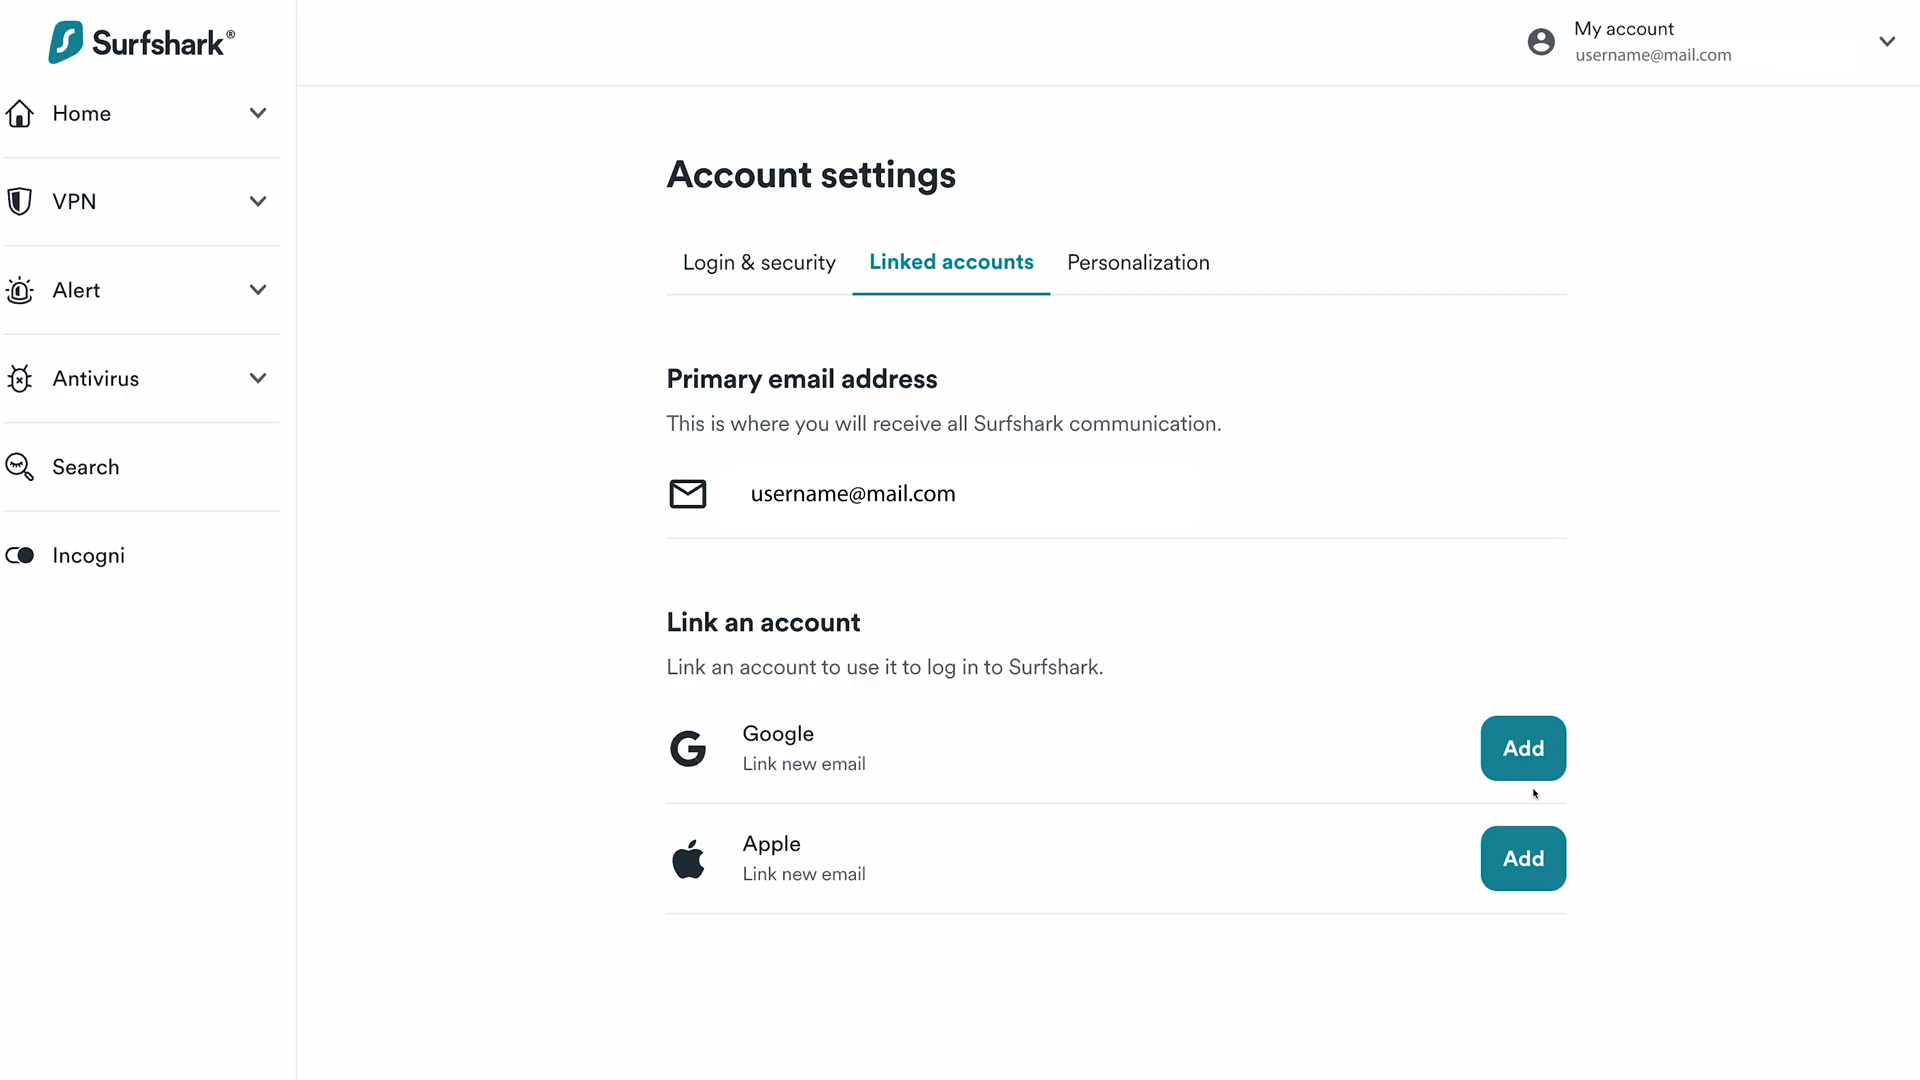 Surfshark®
My account
username@mail.com
Home
VPN
Alert
Antivirus
Search
Incogni
Account settings
Login & security
Linked accounts
Personalization
Primary email address
This is where you will receive all Surfshark communication.
username@mail.com
Link an account
Link an account to use it to log in to Surfshark.
Google
Link new email
Add
Apple
Link new email
Add